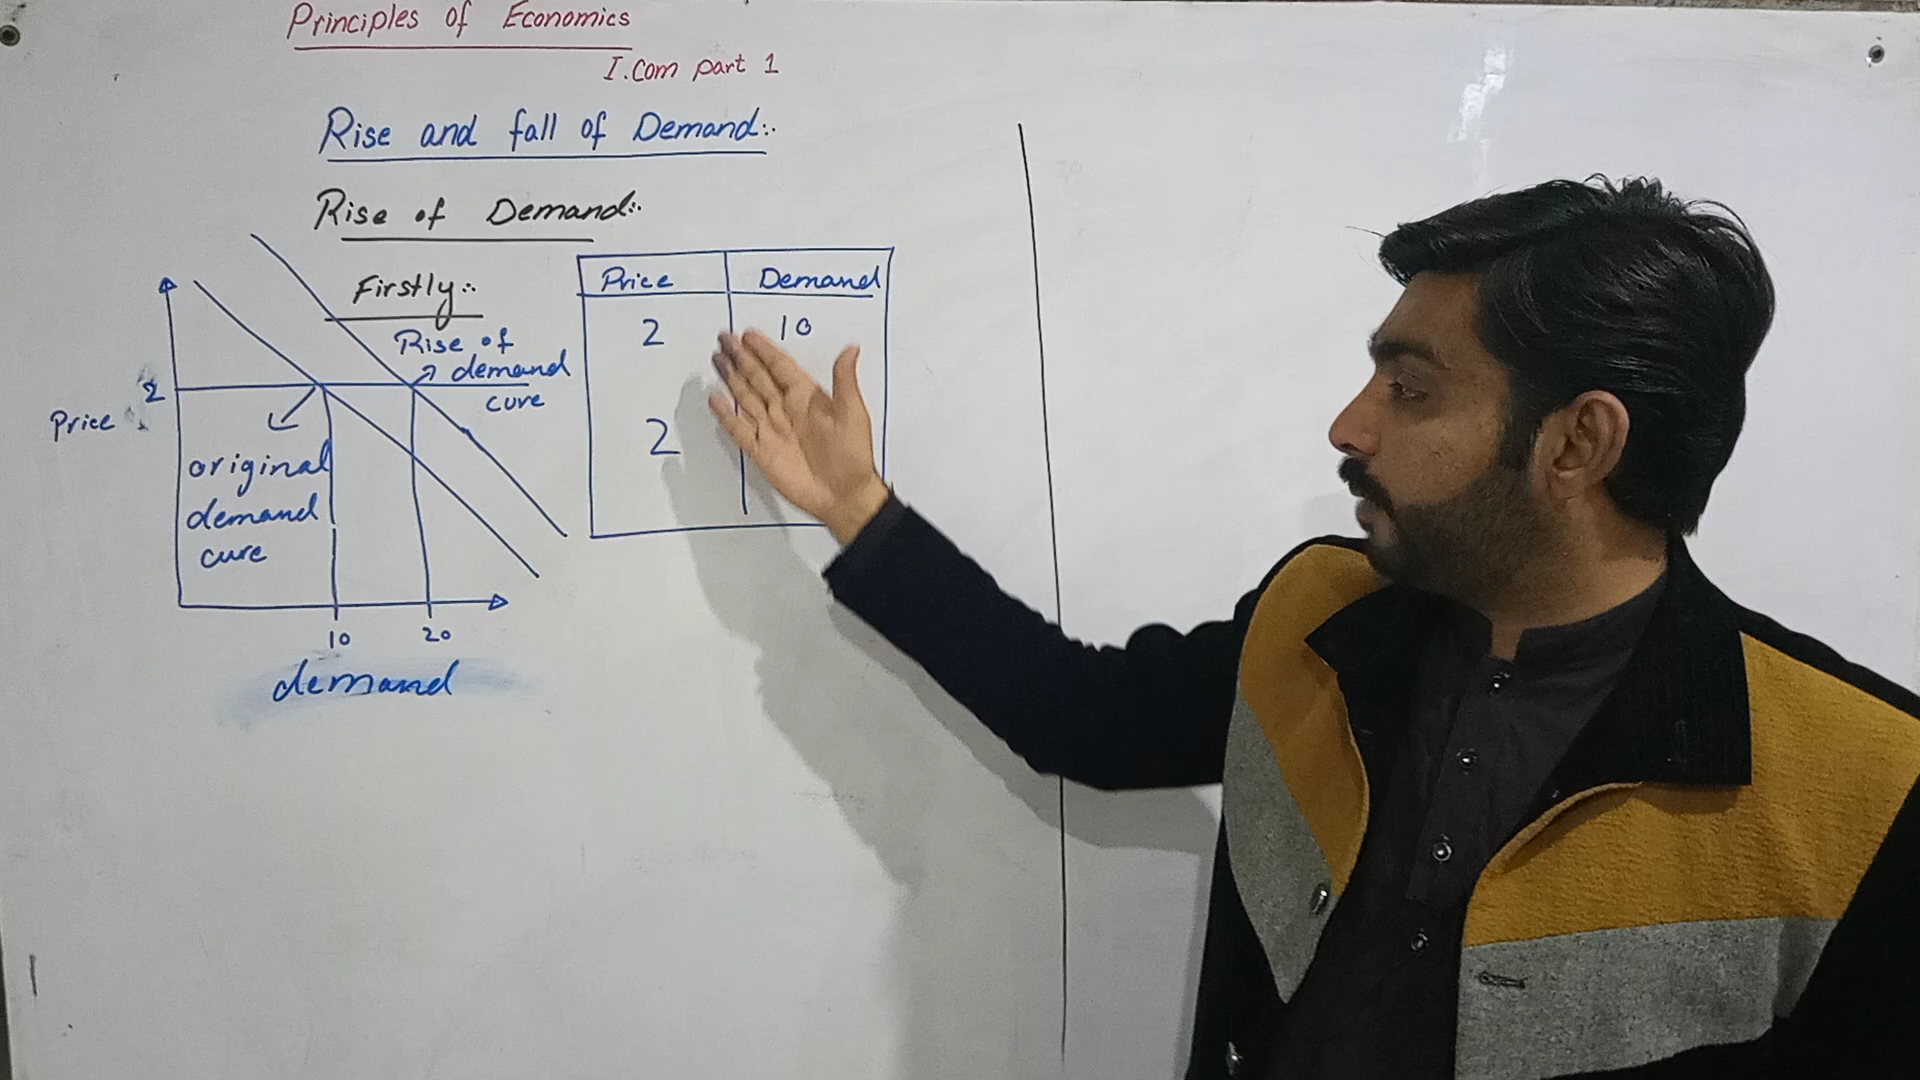 Principles of Economics
I.Com part 1
Rise and fall of Demand:.
Rise of Demand:.
Firstly:.
Rise of
demand
cure
2
Price
original
demand
cure
10 20
demand
Price Demand
2 10
2